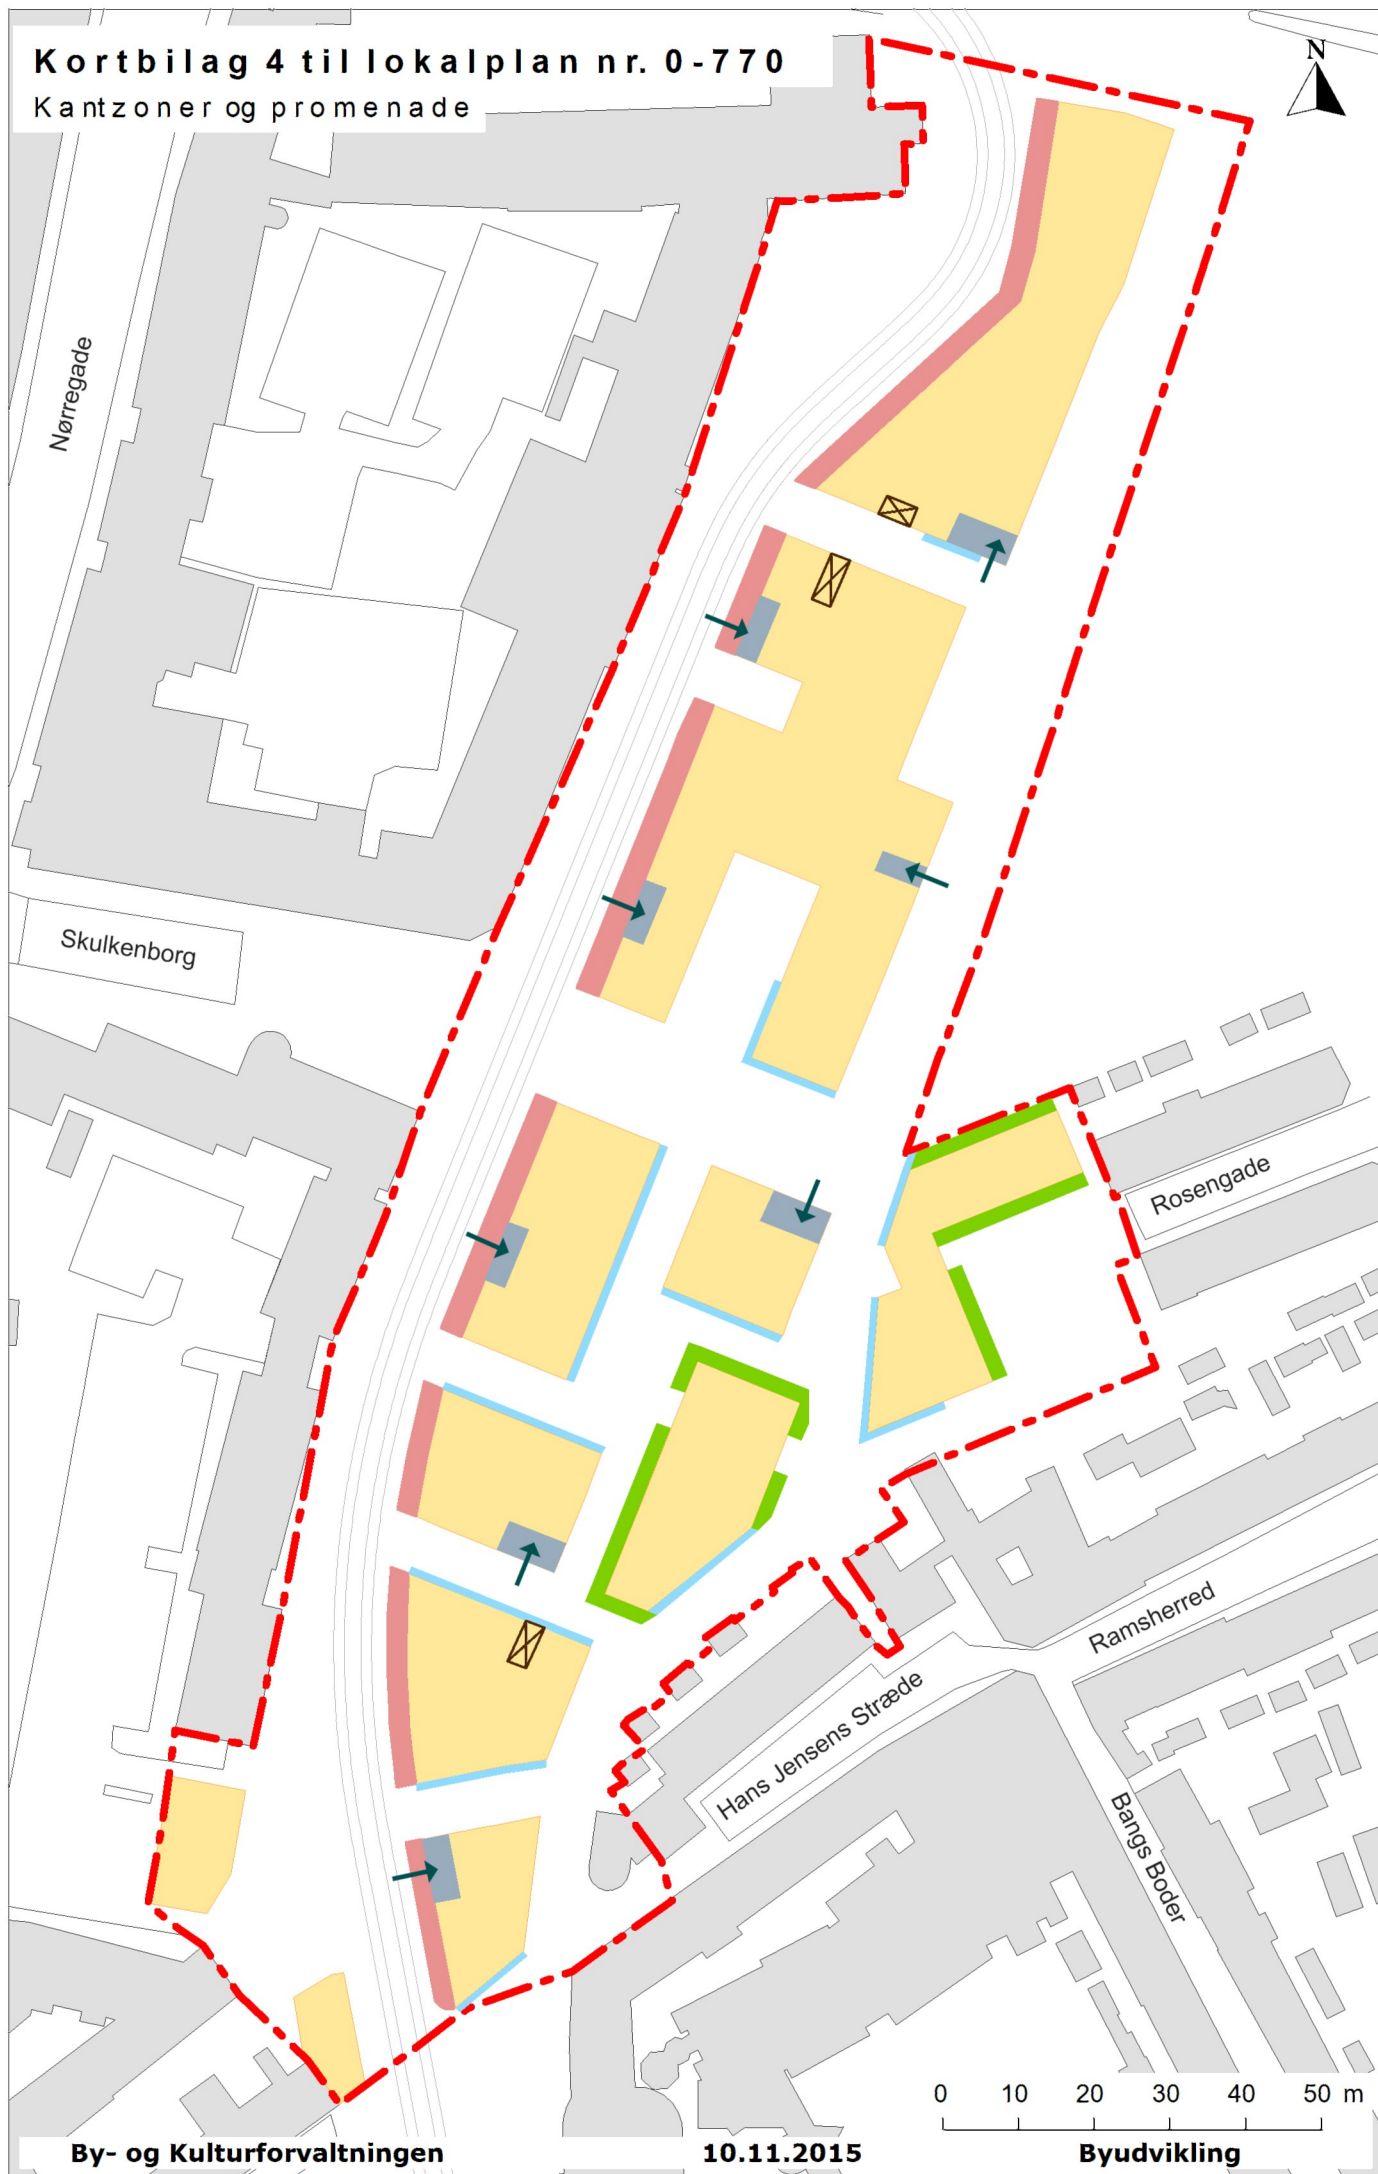 Kortbilag 4 til lokalplan nr. 0-770
Kantzoner og promenade
N
Nørregade
Skulkenborg
Rosengade
Ramsherred
Hans Jensens Stræde
Bangs Boder
0 10 20 30 40 50 m
By- og Kulturforvaltningen 10.11.2015 Byudvikling